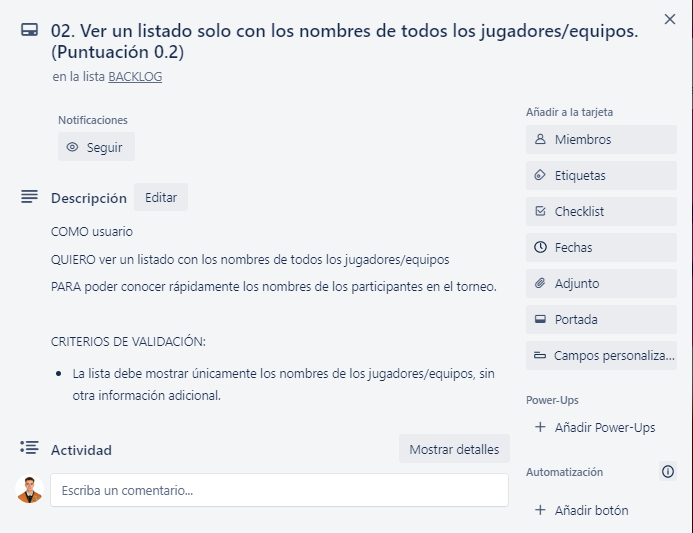 02. Ver un listado solo con los nombres de todos los jugadores/equipos.
(Puntuación 0.2)
en la lista BACKLOG
Notificaciones
Seguir
Descripción
Editar
COMO usuario
QUIERO ver un listado con los nombres de todos los jugadores/equipos
PARA poder conocer rápidamente los nombres de los participantes en el torneo.
CRITERIOS DE VALIDACIÓN:
• La lista debe mostrar únicamente los nombres de los jugadores/equipos, sin
otra información adicional.
Actividad
Mostrar detalles
Escriba un comentario...
Añadir a la tarjeta
Miembros
Etiquetas
Checklist
Fechas
Adjunto
Portada
Campos personaliza...
Power-Ups
+ Añadir Power-Ups
Automatización
+ Añadir botón